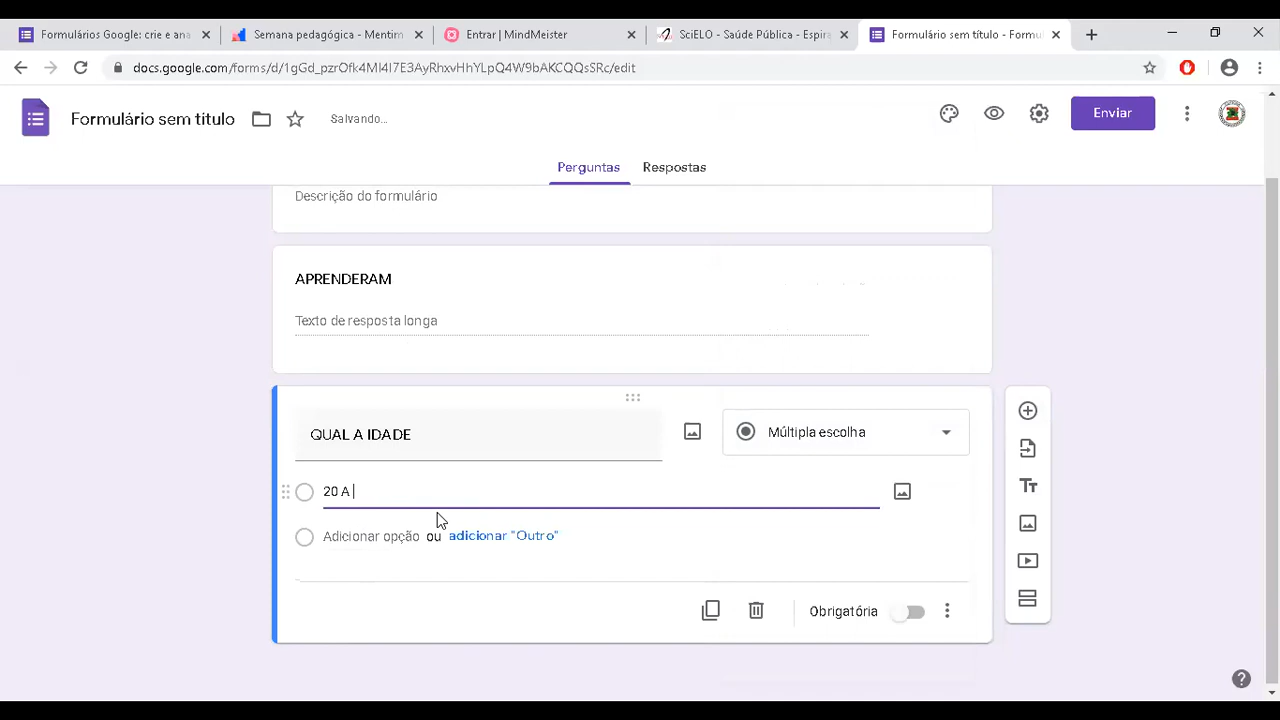 Formulários Google: crie e an
Semana pedagógica - Mentim
Entrar | MindMeister
SciELO - Saúde Pública - Espira
Formulário sem título - Formul
docs.google.com/forms/d/1gGd_pzrOfk4MI4I7E3AyRhxvHhYLpQ4W9bAKCQQsSRc/edit
Formulário sem título
Salvando…
Enviar
Perguntas
Respostas
Descrição do formulário
APRENDERAM
Texto de resposta longa
QUAL A IDADE
Múltipla escolha
20 A
Adicionar opção ou adicionar "Outro"
Obrigatória